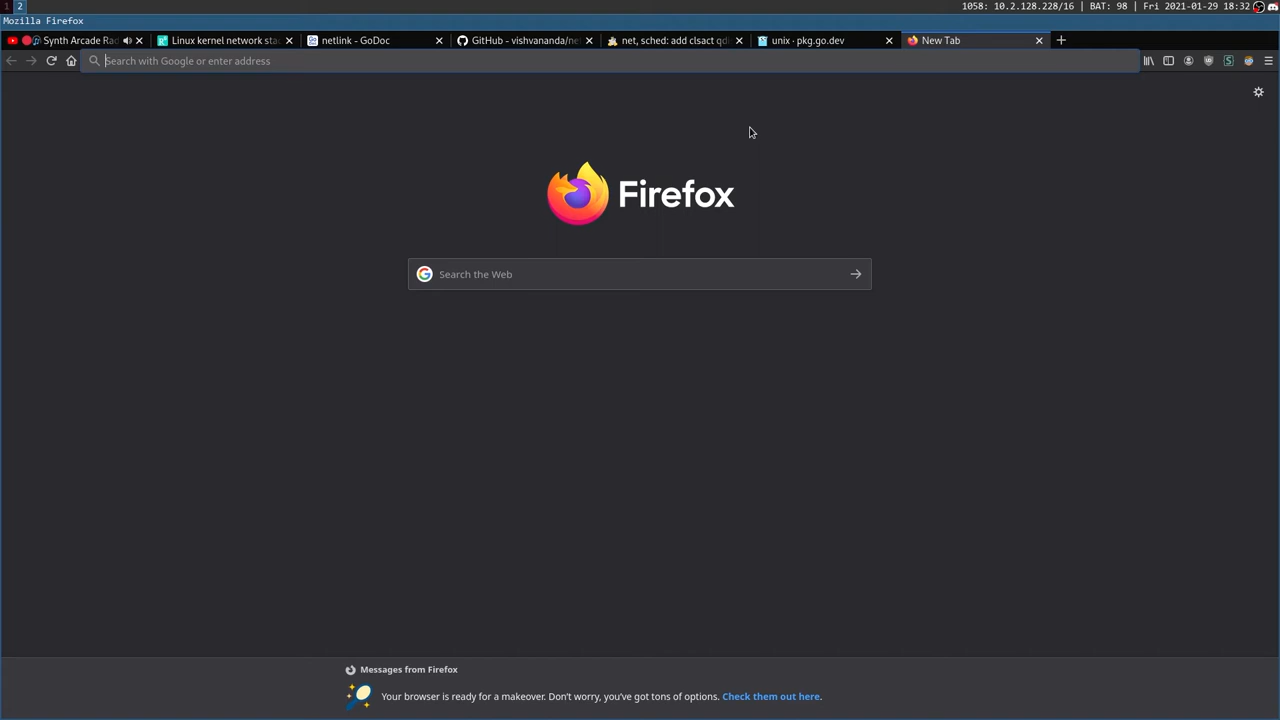 1 2 1058: 10.2.128.228/16 | BAT: 98 | Fri 2021-01-29 18:32
Mozilla Firefox
Synth Arcade Rad Linux kernel network sta netlink - GoDoc GitHub - vishvananda/ne net, sched: add clsact qd unix · pkg.go.dev New Tab
Search with Google or enter address
Firefox
Search the Web
Messages from Firefox
Your browser is ready for a makeover. Don't worry, you've got tons of options. Check them out here.